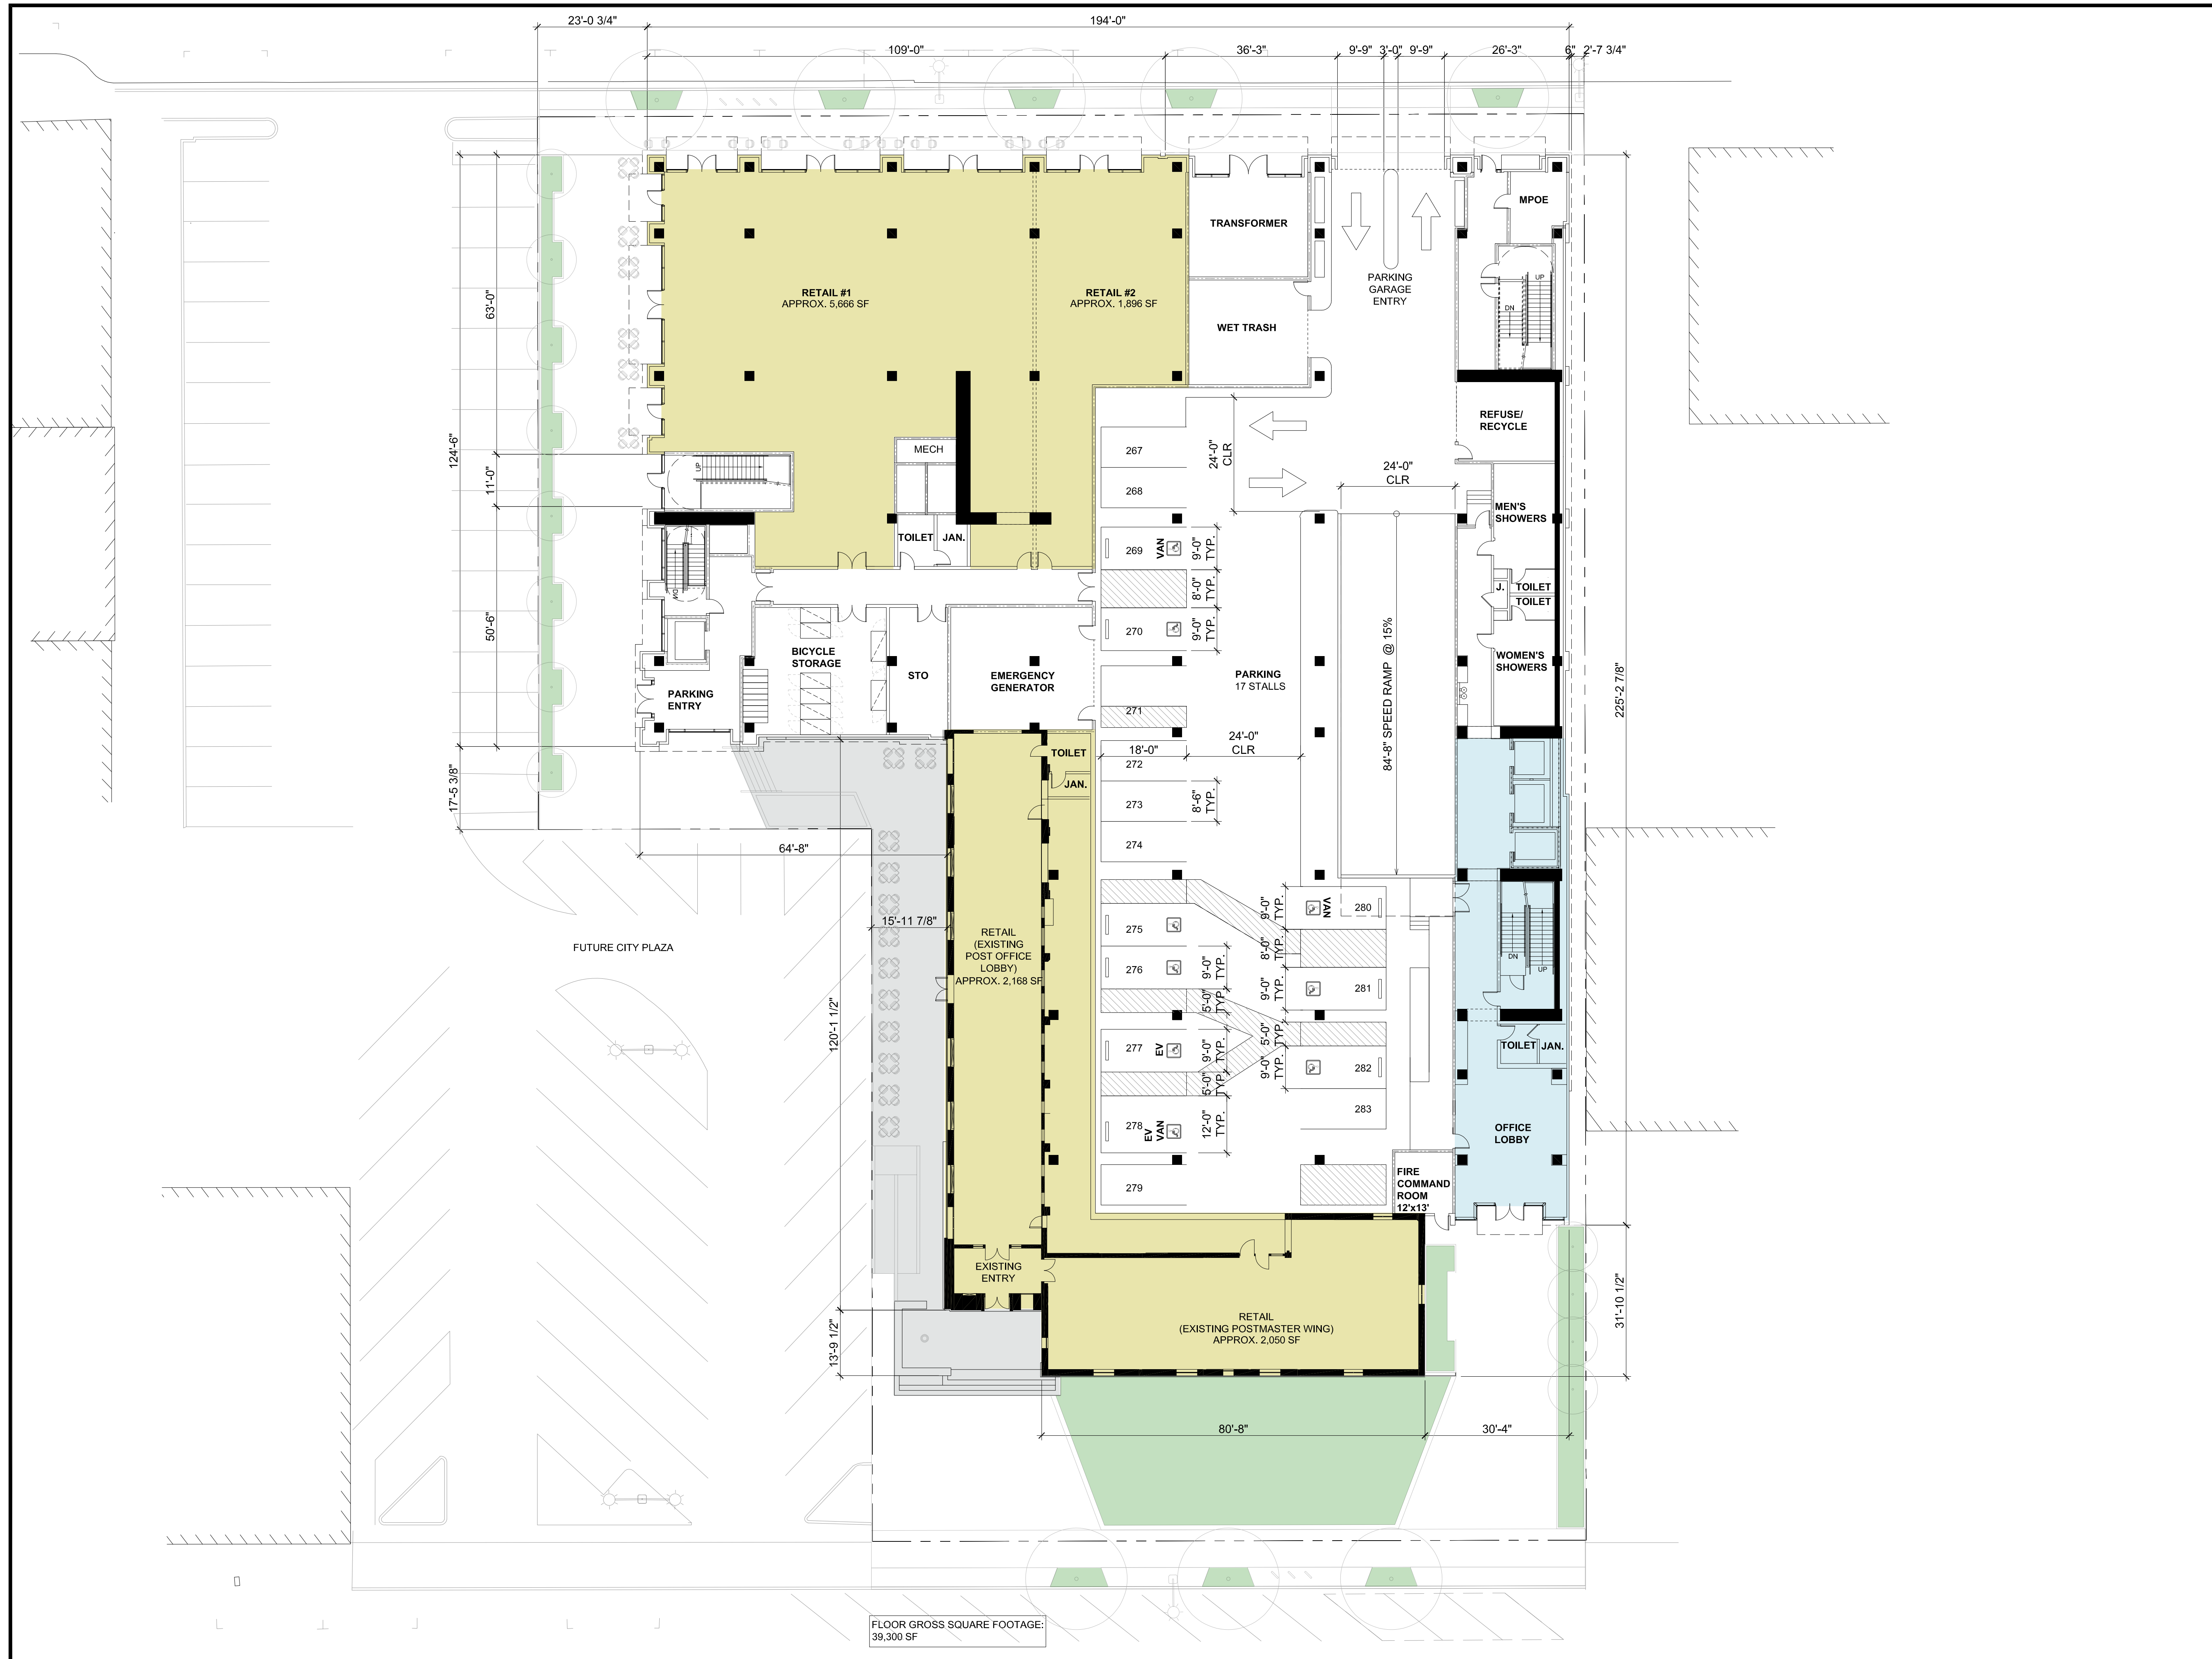 23'-0 3/4"
194'-0"
109'-0"
36'-3"
9'-9"
3'-0"
9'-9"
26'-3"
6"
2'-7 3/4"
MPOE
TRANSFORMER
PARKING
GARAGE
ENTRY
UP
DN
RETAIL #1
APPROX. 5,666 SF
RETAIL #2
APPROX. 1,896 SF
WET TRASH
63'-0"
124'-6"
11'-0"
50'-6"
17'-5 3/8"
REFUSE/
RECYCLE
MECH
UP
267
268
24'-0"
CLR
24'-0"
CLR
MEN'S
SHOWERS
TOILET
JAN.
269
VAN
9'-0"
TYP.
8'-0"
TYP.
270
9'-0"
TYP.
J.
TOILET
TOILET
DN
BICYCLE
STORAGE
STO
EMERGENCY
GENERATOR
PARKING
17 STALLS
84'-8" SPEED RAMP @ 15%
WOMEN'S
SHOWERS
225'-2 7/8"
PARKING
ENTRY
271
TOILET
JAN.
18'-0"
24'-0"
CLR
272
273
8'-6"
TYP.
274
64'-8"
15'-11 7/8"
FUTURE CITY PLAZA
RETAIL
(EXISTING
POST OFFICE
LOBBY)
APPROX. 2,168 SF
120'-1 1/2"
275
276
9'-0"
TYP.
5'-0"
TYP.
277
EV
9'-0"
TYP.
5'-0"
TYP.
278
EV
VAN
12'-0"
TYP.
279
9'-0"
TYP.
VAN
280
8'-0"
TYP.
9'-0"
TYP.
281
5'-0"
TYP.
9'-0"
TYP.
282
283
DN
UP
TOILET
JAN.
OFFICE
LOBBY
FIRE
COMMAND
ROOM
12'x13'
EXISTING
ENTRY
13'-9 1/2"
RETAIL
(EXISTING POSTMASTER WING)
APPROX. 2,050 SF
31'-10 1/2"
80'-8"
30'-4"
FLOOR GROSS SQUARE FOOTAGE:
39,300 SF